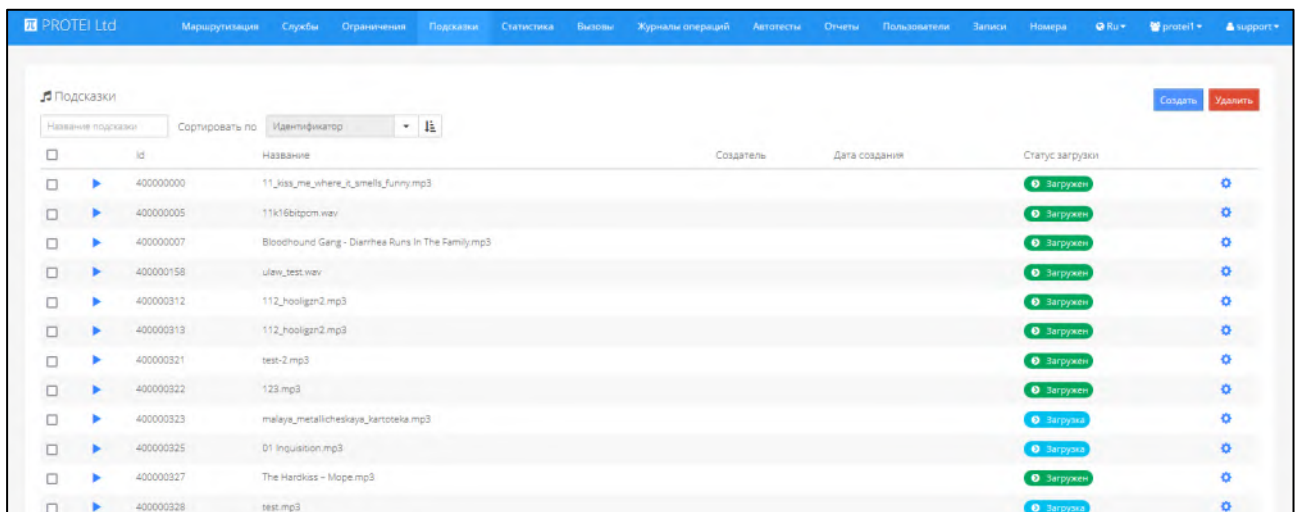 PROTEI Ltd Маршрутизация Службы Ограничения Подсказки Статистика Вызовы Журналы операций Автотесты Отчеты Пользователи Записи Номера Ru protei1 support
Подсказки Создать Удалить
Название подсказки Сортировать по Идентификатор
Id Название Создатель Дата создания Статус загрузки
400000000 11_kiss_me_where_it_smells_funny.mp3 Загружен
400000005 11k16bitpcm.wav Загружен
400000007 Bloodhound Gang - Diarrhea Runs In The Family.mp3 Загружен
400000158 ulaw_test.wav Загружен
400000312 112_hooligzn2.mp3 Загружен
400000313 112_hooligzn2.mp3 Загружен
400000321 test-2.mp3 Загружен
400000322 123.mp3 Загружен
400000323 malaya_metallicheskaya_kartoteka.mp3 Загрузка
400000325 01 Inquisition.mp3 Загрузка
400000327 The Hardkiss – Mope.mp3 Загружен
400000328 test.mp3 Загрузка